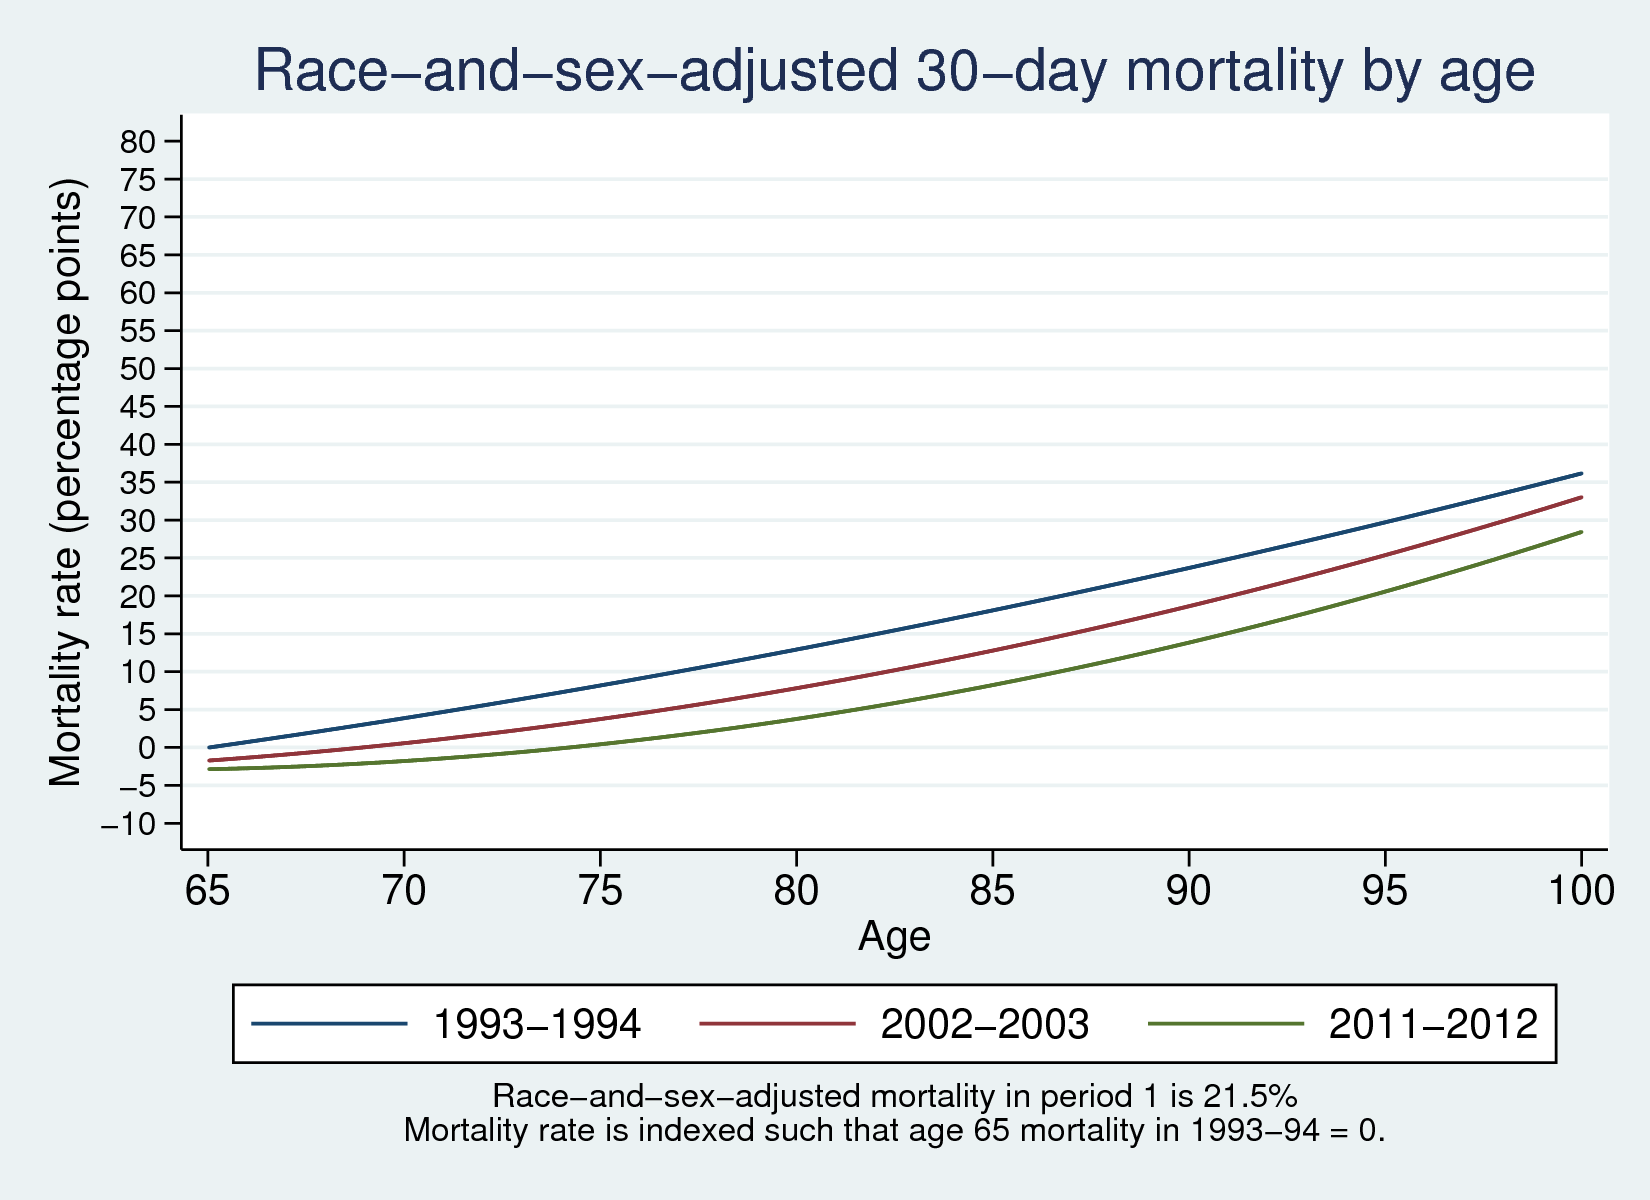 Race−and−sex−adjusted 30−day mortality by age
Mortality rate (percentage points)
80
75
70
65
60
55
50
45
40
35
30
25
20
15
10
5
0
−5
−10
65 70 75 80 85 90 95 100
Age
1993−1994 2002−2003 2011−2012
Race−and−sex−adjusted mortality in period 1 is 21.5%
Mortality rate is indexed such that age 65 mortality in 1993−94 = 0.